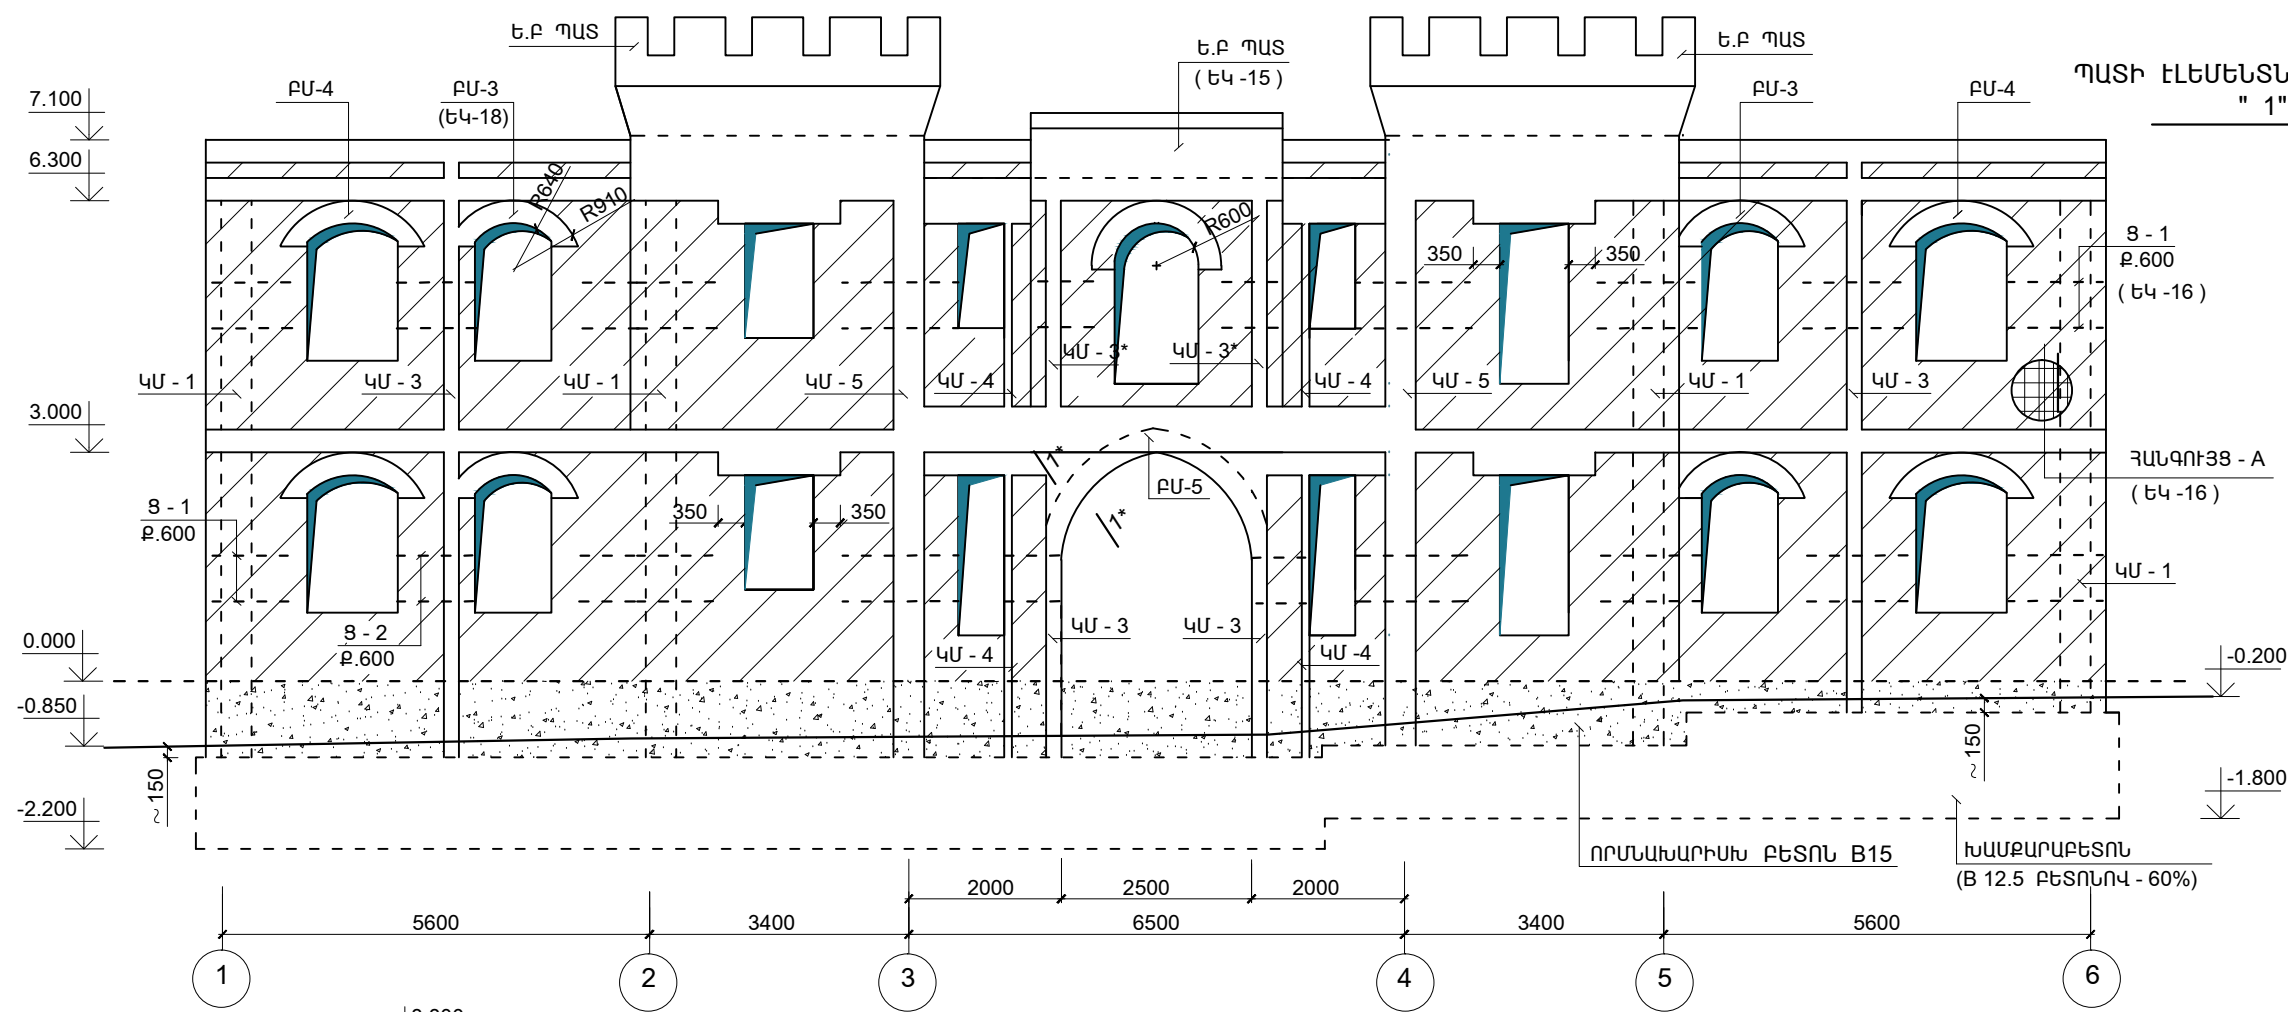 Ե.Բ ՊԱՏ
Ե.Բ ՊԱՏ
( ԵԿ -15 )
Ե.Բ ՊԱՏ
ՊԱՏԻ ԷԼԵՄԵՆՏՆ
" 1"
7.100
ԲՄ-4
ԲՄ-3
(ԵԿ-18)
ԲՄ-3
ԲՄ-4
6.300
R640
R910
R600
350
350
Ց - 1
Ք.600
( ԵԿ -16 )
ԿՄ - 3*
ԿՄ - 3*
ԿՄ - 1
ԿՄ - 3
ԿՄ - 1
ԿՄ - 5
ԿՄ - 4
ԿՄ - 4
ԿՄ - 5
ԿՄ - 1
ԿՄ - 3
3.000
1*
ՀԱՆԳՈՒՅՑ - A
( ԵԿ -16 )
ԲՄ-5
Ց - 1
Ք.600
350
350
1*
ԿՄ - 1
Ց - 2
Ք.600
ԿՄ - 3
ԿՄ - 3
0.000
ԿՄ - 4
ԿՄ -4
-0.200
-0.850
~150
~150
-2.200
-1.800
ՈՐՄՆԱԽԱՐԻՍԽ ԲԵՏՈՆ B15
ԽԱՄՔԱՐԱԲԵՏՈՆ
(B 12.5 ԲԵՏՈՆՈՎ - 60%)
2000
2500
2000
5600
3400
6500
3400
5600
1
2
3
4
5
6